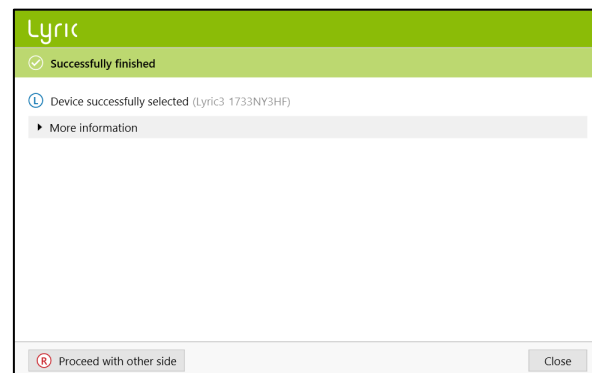 Lyric
Successfully finished
L Device successfully selected (Lyric3 1733NY3HF)
More information
R Proceed with other side
Close